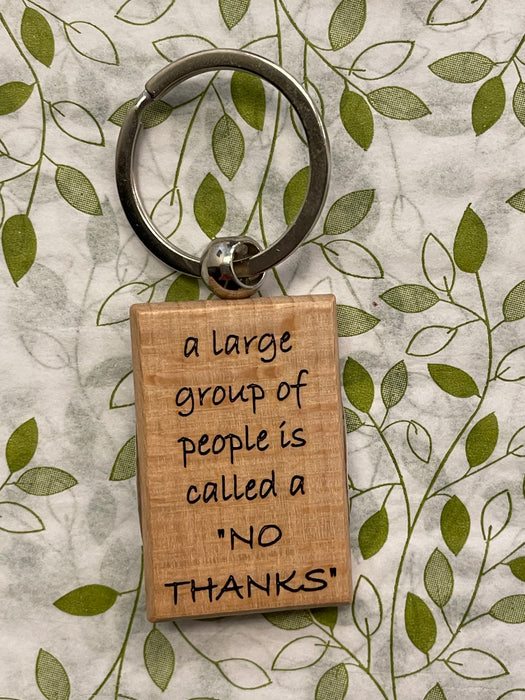 a large
group of
people is
called a
"NO
THANKS"